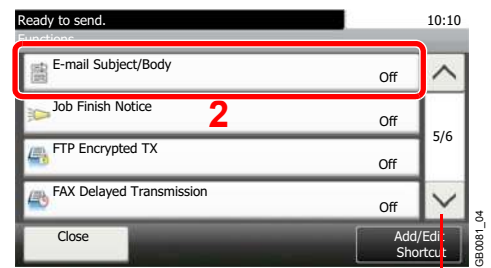 Ready to send. 10:10
Functions
E-mail Subject/Body Off
2
Job Finish Notice Off
5/6
FTP Encrypted TX Off
FAX Delayed Transmission Off
Close
Add/Edit
Shortcut
GB0081_04